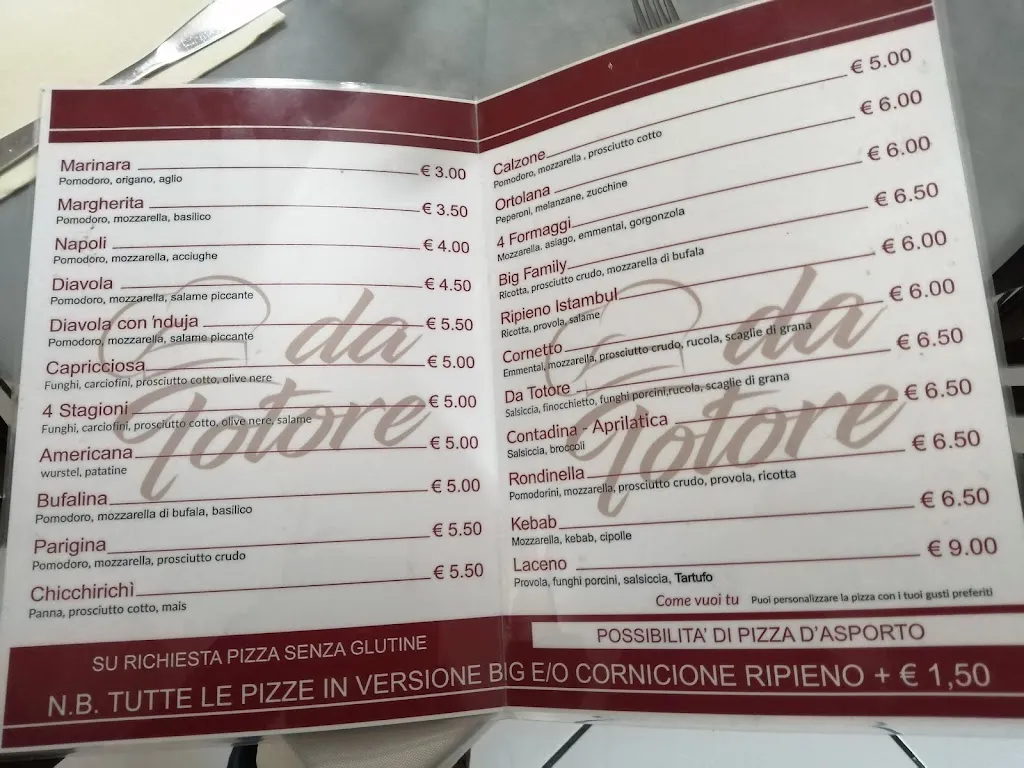 Marinara € 3.00
Pomodoro, origano, aglio
Margherita € 3.50
Pomodoro, mozzarella, basilico
Napoli € 4.00
Pomodoro, mozzarella, acciughe
Diavola € 4.50
Pomodoro, mozzarella, salame piccante
Diavola con 'nduja € 5.50
Pomodoro, mozzarella, salame piccante
Capricciosa € 5.00
Funghi, carciofini, prosciutto cotto, olive nere
4 Stagioni € 5.00
Funghi, carciofini, prosciutto cotto, olive nere, salame
Americana € 5.00
wurstel, patatine
Bufalina € 5.00
Pomodoro, mozzarella di bufala, basilico
Parigina € 5.50
Pomodoro, mozzarella, prosciutto crudo
Chicchirichì € 5.50
Panna, prosciutto cotto, mais
da
Totore
SU RICHIESTA PIZZA SENZA GLUTINE
Calzone € 5.00
Pomodoro, mozzarella , prosciutto cotto
Ortolana € 6.00
Peperoni, melanzane, zucchine
4 Formaggi € 6.00
Mozzarella, asiago, emmental, gorgonzola
Big Family € 6.50
Ricotta, prosciutto crudo, mozzarella di bufala
Ripieno Istambul € 6.00
Ricotta, provola, salame
Cornetto € 6.00
Emmental, mozzarella, prosciutto crudo, rucola, scaglie di grana
Da Totore € 6.50
Salsiccia, finocchietto, funghi porcini,rucola, scaglie di grana
Contadina - Aprilatica € 6.50
Salsiccia, broccoli
Rondinella € 6.50
Pomodorini, mozzarella, prosciutto crudo, provola, ricotta
Kebab € 6.50
Mozzarella, kebab, cipolle
Laceno € 9.00
Provola, funghi porcini, salsiccia, Tartufo
Come vuoi tu Puoi personalizzare la pizza con i tuoi gusti preferiti
da
Totore
POSSIBILITA' DI PIZZA D'ASPORTO
N.B. TUTTE LE PIZZE IN VERSIONE BIG E/O CORNICIONE RIPIENO + € 1,50